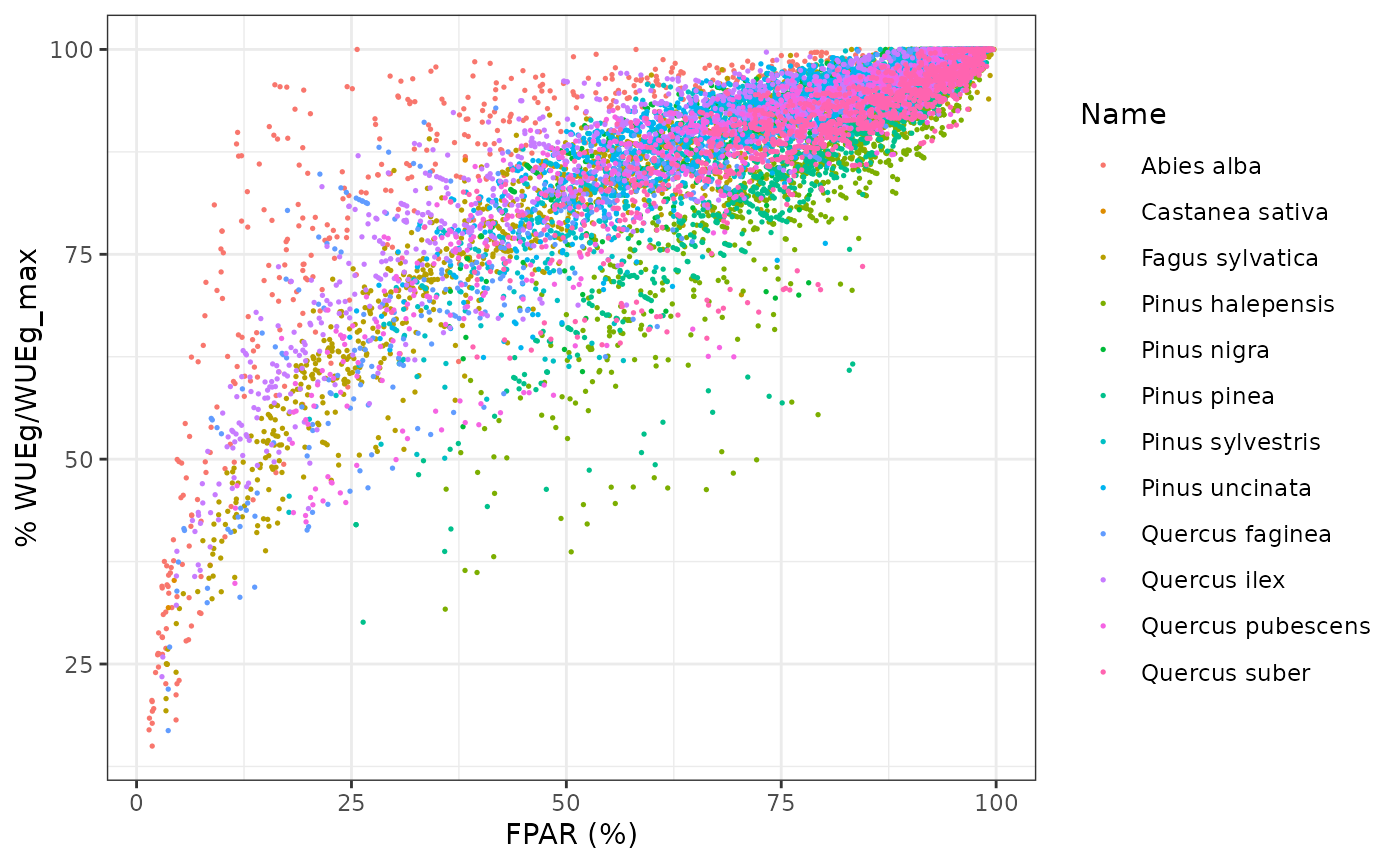 100
75
50
25
% WUEg/WUEg_max
0 25 50 75 100
FPAR (%)
Name
Abies alba
Castanea sativa
Fagus sylvatica
Pinus halepensis
Pinus nigra
Pinus pinea
Pinus sylvestris
Pinus uncinata
Quercus faginea
Quercus ilex
Quercus pubescens
Quercus suber